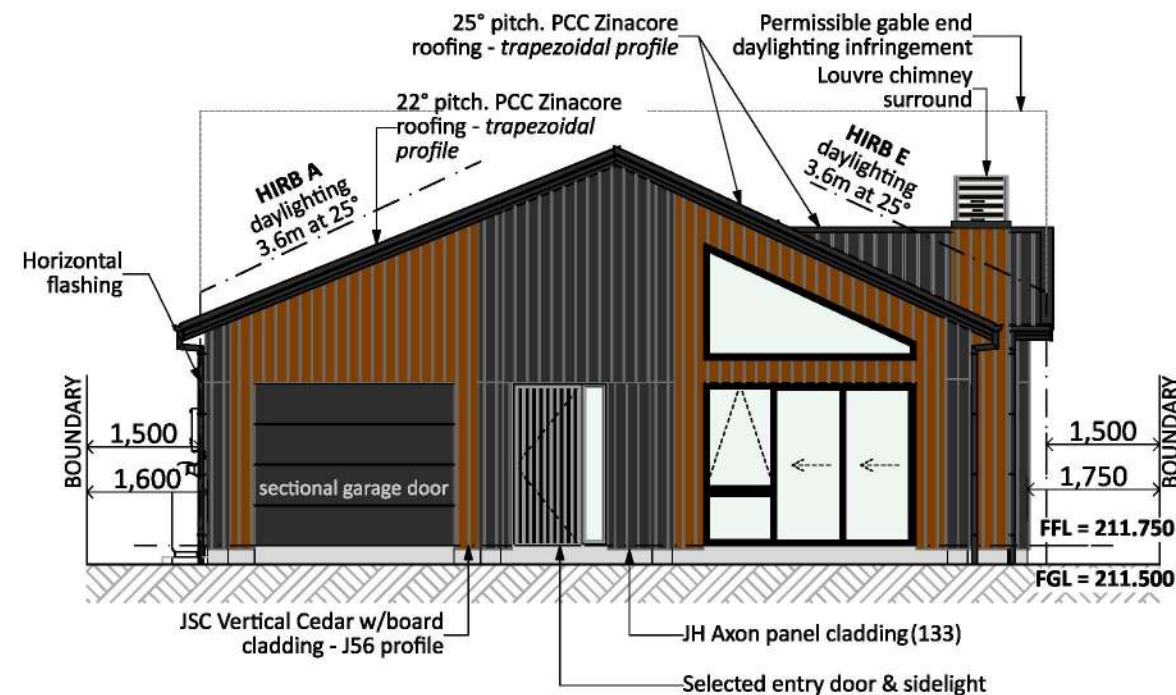 25° pitch. PCC Zinacore
roofing - trapezoidal profile
Permissible gable end
daylighting infringement
Louvre chimney
surround
22° pitch. PCC Zinacore
roofing - trapezoidal
profile
HIRB A
daylighting
3.6m at 25°
HIRB E
daylighting
3.6m at 25°
Horizontal
flashing
BOUNDARY
1,500
1,600
sectional garage door
BOUNDARY
1,500
1,750
FFL = 211.750
FGL = 211.500
JSC Vertical Cedar w/board
cladding - J56 profile
JH Axon panel cladding (133)
Selected entry door & sidelight